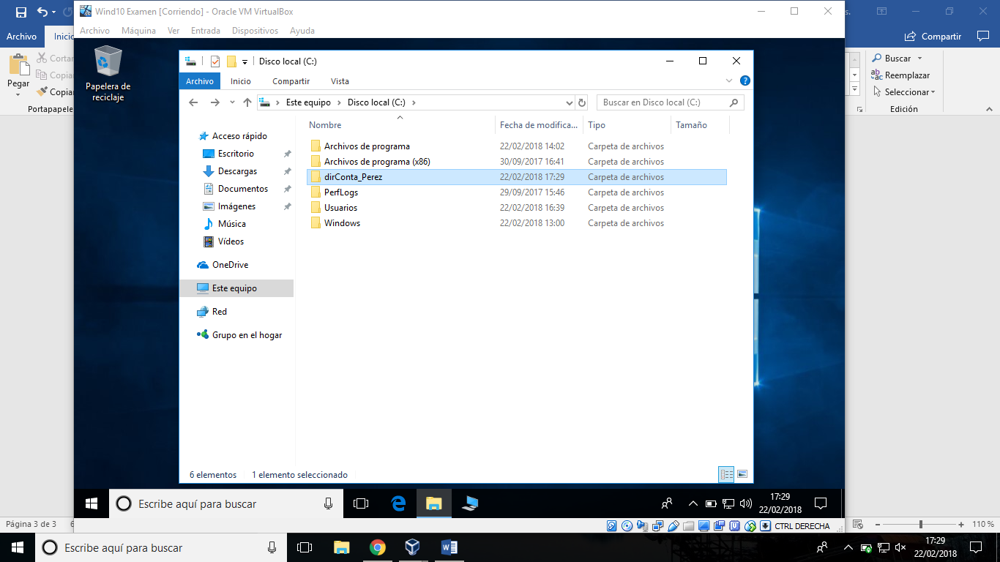 Wind10 Examen [Corriendo] - Oracle VM VirtualBox
Archivo Máquina Ver Entrada Dispositivos Ayuda
Archivo
Compartir
Pegar
Portapapele
Buscar
Reemplazar
Seleccionar
Edición
Papelera de
reciclaje
Disco local (C:)
Archivo Inicio Compartir Vista
Este equipo Disco local (C:)
Buscar en Disco local (C:)
Nombre Fecha de modifica... Tipo Tamaño
Archivos de programa 22/02/2018 14:02 Carpeta de archivos
Archivos de programa (x86) 30/09/2017 16:41 Carpeta de archivos
dirConta_Perez 22/02/2018 17:29 Carpeta de archivos
PerfLogs 29/09/2017 15:46 Carpeta de archivos
Usuarios 22/02/2018 16:39 Carpeta de archivos
Windows 22/02/2018 13:00 Carpeta de archivos
Acceso rápido
Escritorio
Descargas
Documentos
Imágenes
Música
Vídeos
OneDrive
Este equipo
Red
Grupo en el hogar
6 elementos 1 elemento seleccionado
Escribe aquí para buscar
17:29
22/02/2018
CTRL DERECHA
Página 3 de 3
110 %
Escribe aquí para buscar
17:29
22/02/2018